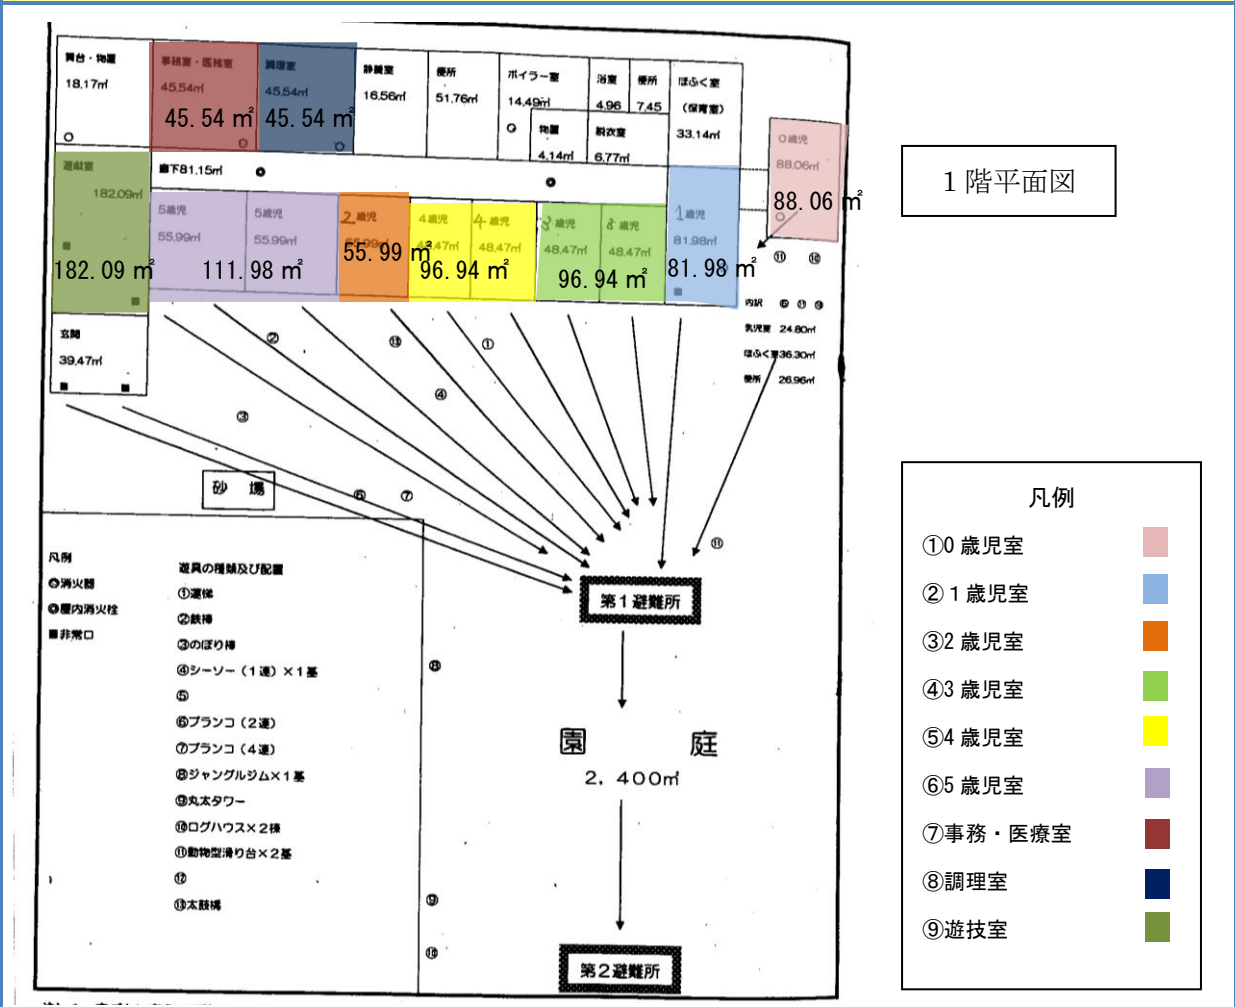 舞台・物置
18.17㎡
事務室・医務室
45.54㎡
45.54 ㎡
調理室
45.54㎡
45.54 ㎡
静養室
16.56㎡
便所
51.76㎡
ボイラー室
14.49㎡
浴室
4.96
便所
7.45
物置
4.14㎡
脱衣室
6.77㎡
ほふく室
(保育室)
33.14㎡
0歳児
88.06㎡
88.06 ㎡
1階平面図
遊戯室
182.09㎡
182.09 ㎡
廊下81.15㎡
5歳児
55.99㎡
5歳児
55.99㎡
111.98 ㎡
2歳児
55.99㎡
55.99 ㎡
4歳児
48.47㎡
4歳児
48.47㎡
96.94 ㎡
3歳児
48.47㎡
3歳児
48.47㎡
96.94 ㎡
1歳児
81.98㎡
81.98 ㎡
⑪ ⑩
内訳
乳児室 24.80㎡
ほふく室36.30㎡
便所 26.96㎡
玄関
39.47㎡
② ⑬ ①
④
③
⑥ ⑦
⑪
砂場
凡例
◎消火器
◎屋内消火栓
■非常口
遊具の種類及び配置
①運梯
②鉄棒
③のぼり棒
④シーソー(1連)×1基
⑤
⑥ブランコ(2連)
⑦ブランコ(4連)
⑧ジャングルジム×1基
⑨丸太タワー
⑩ログハウス×2棟
⑪動物型滑り台×2基
⑫
⑬太鼓橋
⑧
⑨
⑩
第1避難所
園庭
2,400㎡
第2避難所
凡例
①0歳児室
②1歳児室
③2歳児室
④3歳児室
⑤4歳児室
⑥5歳児室
⑦事務・医療室
⑧調理室
⑨遊技室